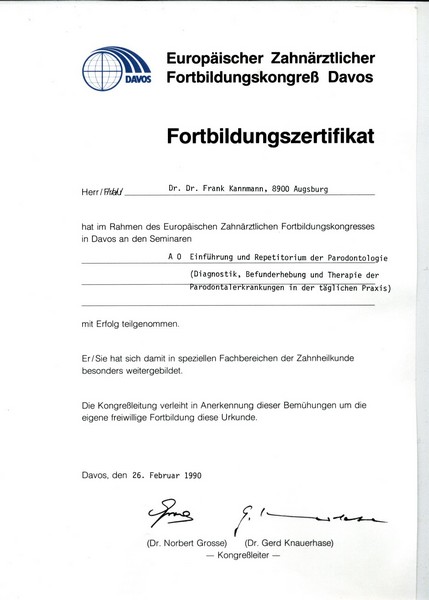 DAVOS
Europäischer Zahnärztlicher
Fortbildungskongreß Davos
Fortbildungszertifikat
Herr/Frau Dr. Dr. Frank Kannmann, 8900 Augsburg
hat im Rahmen des Europäischen Zahnärztlichen Fortbildungskongresses
in Davos an den Seminaren
A O Einführung und Repetitorium der Parodontologie
(Diagnostik, Befunderhebung und Therapie der
Parodontalerkrankungen in der täglichen Praxis)
mit Erfolg teilgenommen.
Er/Sie hat sich damit in speziellen Fachbereichen der Zahnheilkunde
besonders weitergebildet.
Die Kongreßleitung verleiht in Anerkennung dieser Bemühungen um die
eigene freiwillige Fortbildung diese Urkunde.
Davos, den 26. Februar 1990
(Dr. Norbert Grosse) (Dr. Gerd Knauerhase)
— Kongreßleiter —